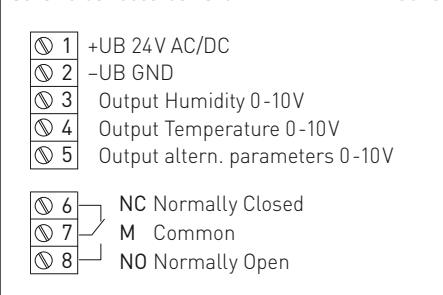 1 +UB 24V AC/DC
2 –UB GND
3 Output Humidity 0-10V
4 Output Temperature 0-10V
5 Output altern. parameters 0-10V
6 NC Normally Closed
7 M Common
8 NO Normally Open